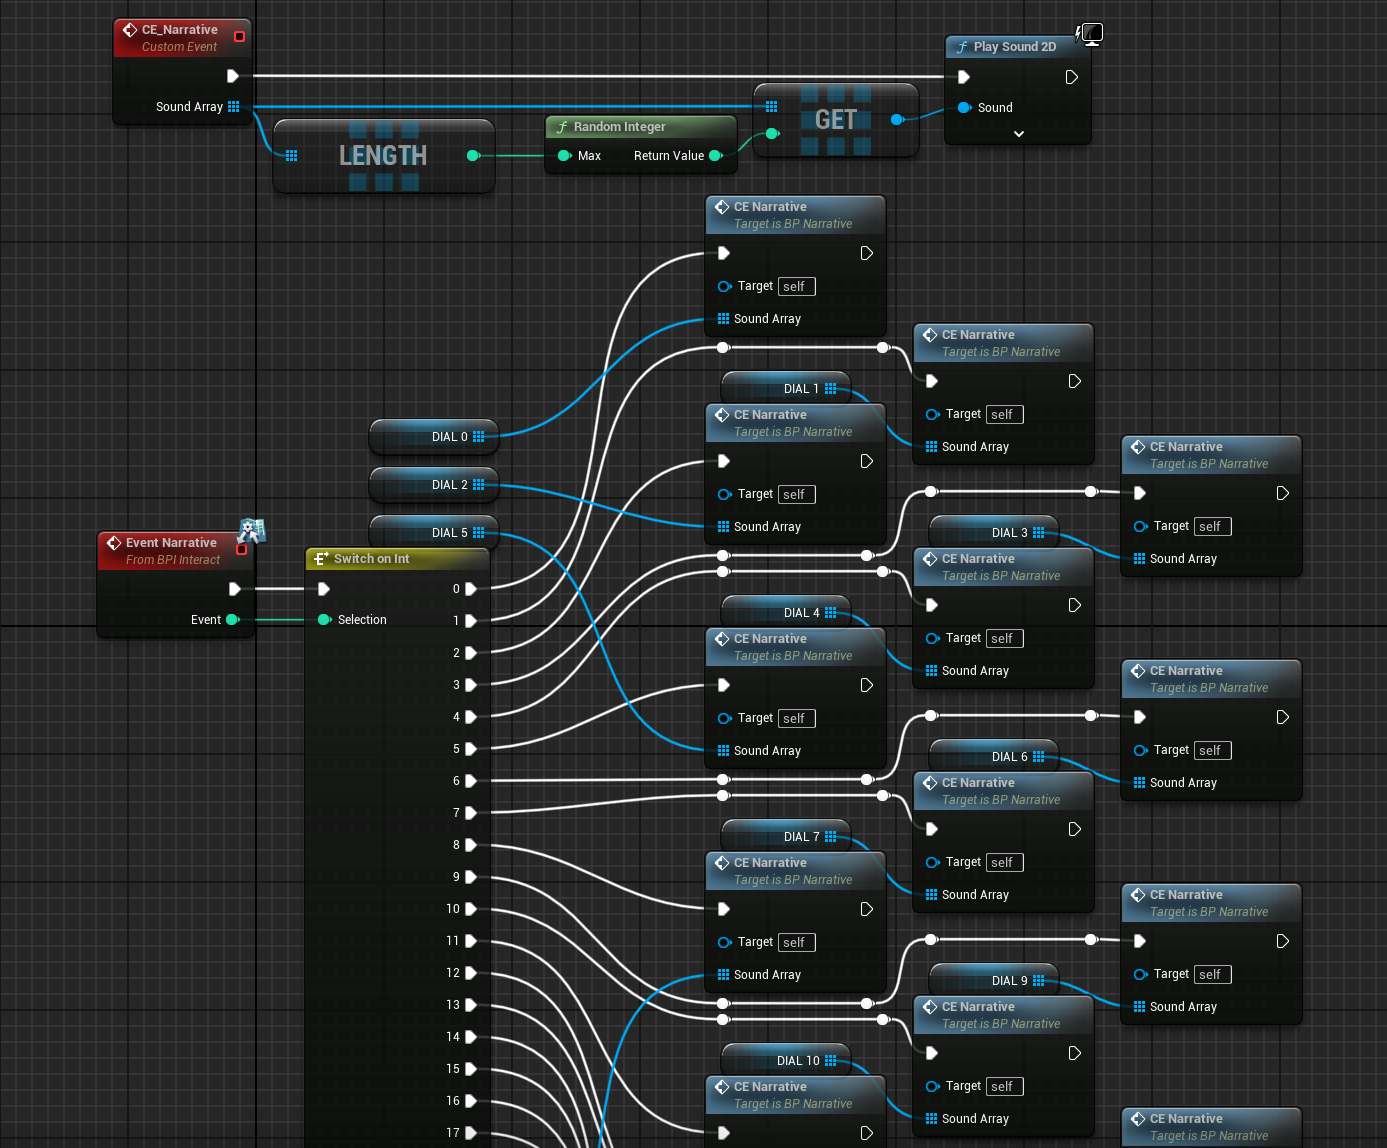 CE_Narrative
Custom Event
Sound Array
LENGTH
Random Integer
Max Return Value
GET
Play Sound 2D
Sound
CE Narrative
Target is BP Narrative
Target self
Sound Array
CE Narrative
Target is BP Narrative
Target self
Sound Array
DIAL 1
CE Narrative
Target is BP Narrative
Target self
Sound Array
DIAL 0
DIAL 2
DIAL 5
CE Narrative
Target is BP Narrative
Target self
Sound Array
DIAL 3
Event Narrative
From BPI Interact
Event
Switch on Int
Selection
0
1
2
3
4
5
6
7
8
9
10
11
12
13
14
15
16
17
CE Narrative
Target is BP Narrative
Target self
Sound Array
DIAL 4
CE Narrative
Target is BP Narrative
Target self
Sound Array
CE Narrative
Target is BP Narrative
Target self
Sound Array
DIAL 6
CE Narrative
Target is BP Narrative
Target self
Sound Array
DIAL 7
CE Narrative
Target is BP Narrative
Target self
Sound Array
CE Narrative
Target is BP Narrative
Target self
Sound Array
DIAL 9
CE Narrative
Target is BP Narrative
Target self
Sound Array
DIAL 10
CE Narrative
Target is BP Narrative
CE Narrative
Target is BP Narrative